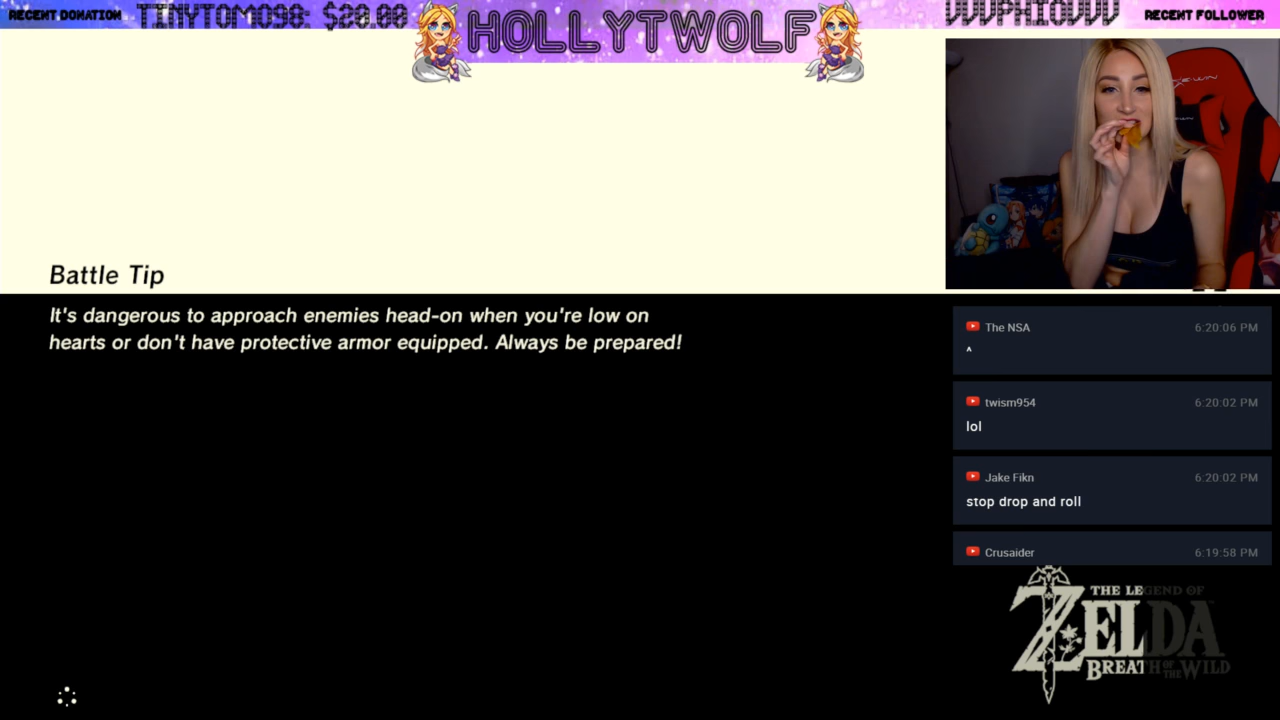 RECENT DONATION
TINYTOMO98: $20.00
HOLLYTWOLF
RECENT FOLLOWER
Battle Tip
It's dangerous to approach enemies head-on when you're low on
hearts or don't have protective armor equipped. Always be prepared!
The NSA 6:20:06 PM
^
twism954 6:20:02 PM
lol
Jake Fikn 6:20:02 PM
stop drop and roll
Crusaider 6:19:58 PM
THE LEGEND OF
ZELDA
BREATH OF THE WILD